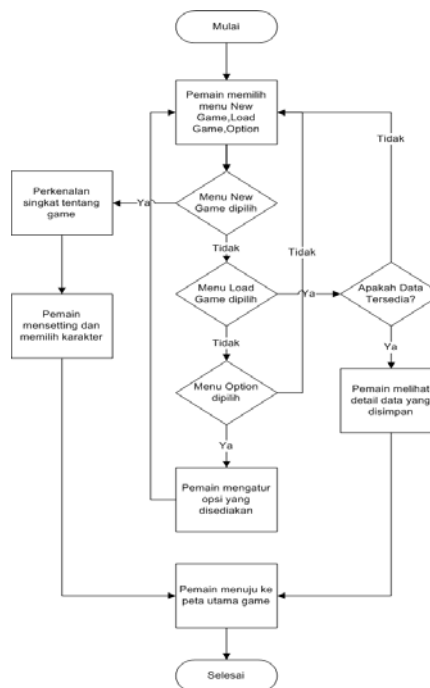 Mulai
Pemain memilih
menu New
Game,Load
Game,Option
Tidak
Perkenalan
singkat tentang
game
Ya
Menu New
Game dipilih
Tidak
Tidak
Pemain
mensetting dan
memilih karakter
Menu Load
Game dipilih
Ya
Apakah Data
Tersedia?
Tidak
Ya
Menu Option
dipilih
Pemain melihat
detail data yang
disimpan
Ya
Pemain mengatur
opsi yang
disediakan
Pemain menuju ke
peta utama game
Selesai